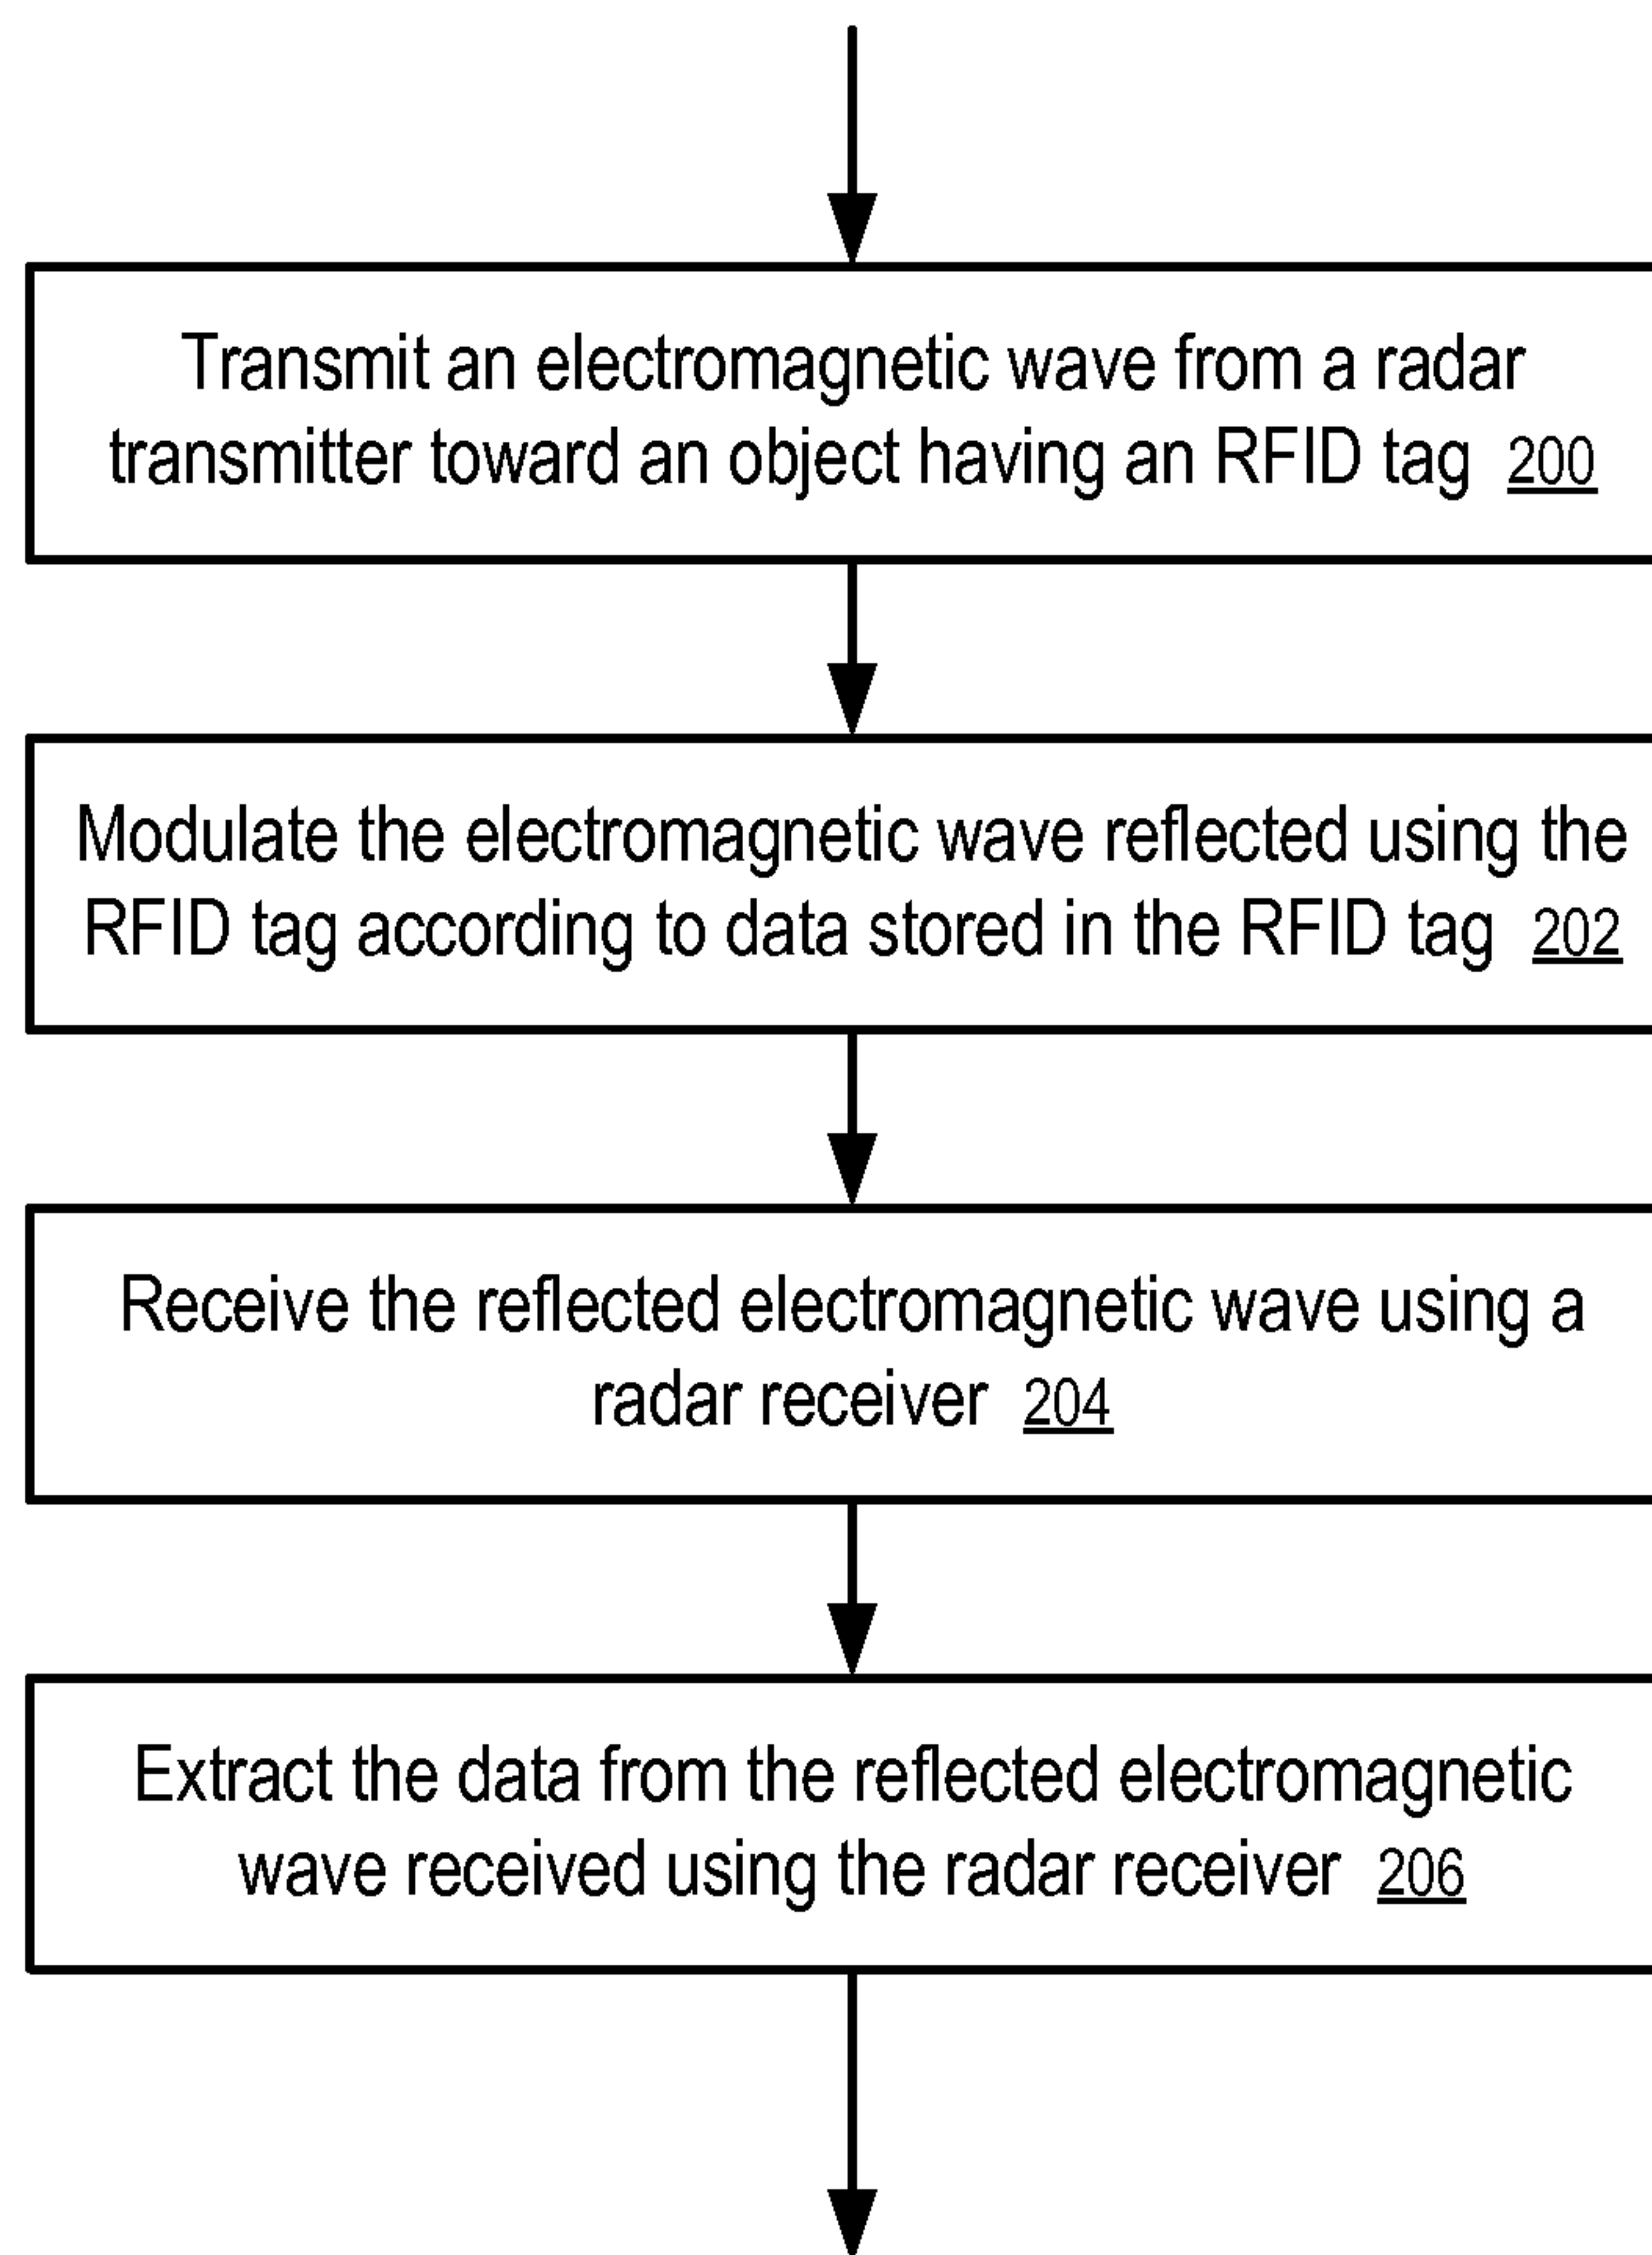 Transmit an electromagnetic wave from a radar
transmitter toward an object having an RFID tag 200
Modulate the electromagnetic wave reflected using the
RFID tag according to data stored in the RFID tag 202
Receive the reflected electromagnetic wave using a
radar receiver 204
Extract the data from the reflected electromagnetic
wave received using the radar receiver 206